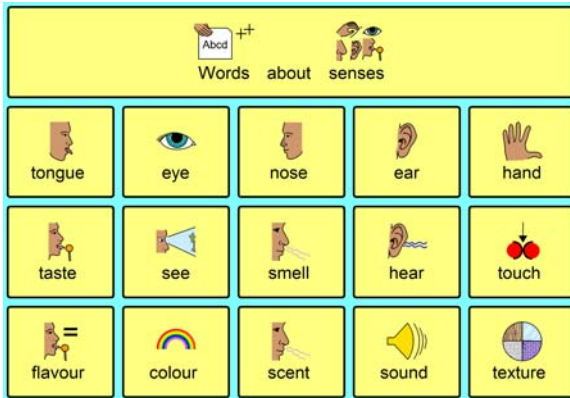 Abcd
Words about senses
tongue eye nose ear hand
taste see smell hear touch
flavour colour scent sound texture